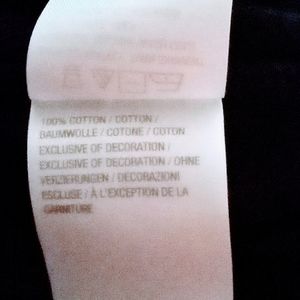 100% COTTON / COTTON /
BAUMWOLLE / COTONE / COTON
EXCLUSIVE OF DECORATION /
EXCLUSIVE OF DECORATION / OHNE
VERZIERUNGEN / DECORAZIONI
ESCLUSE / À L'EXCEPTION DE LA
GARNITURE